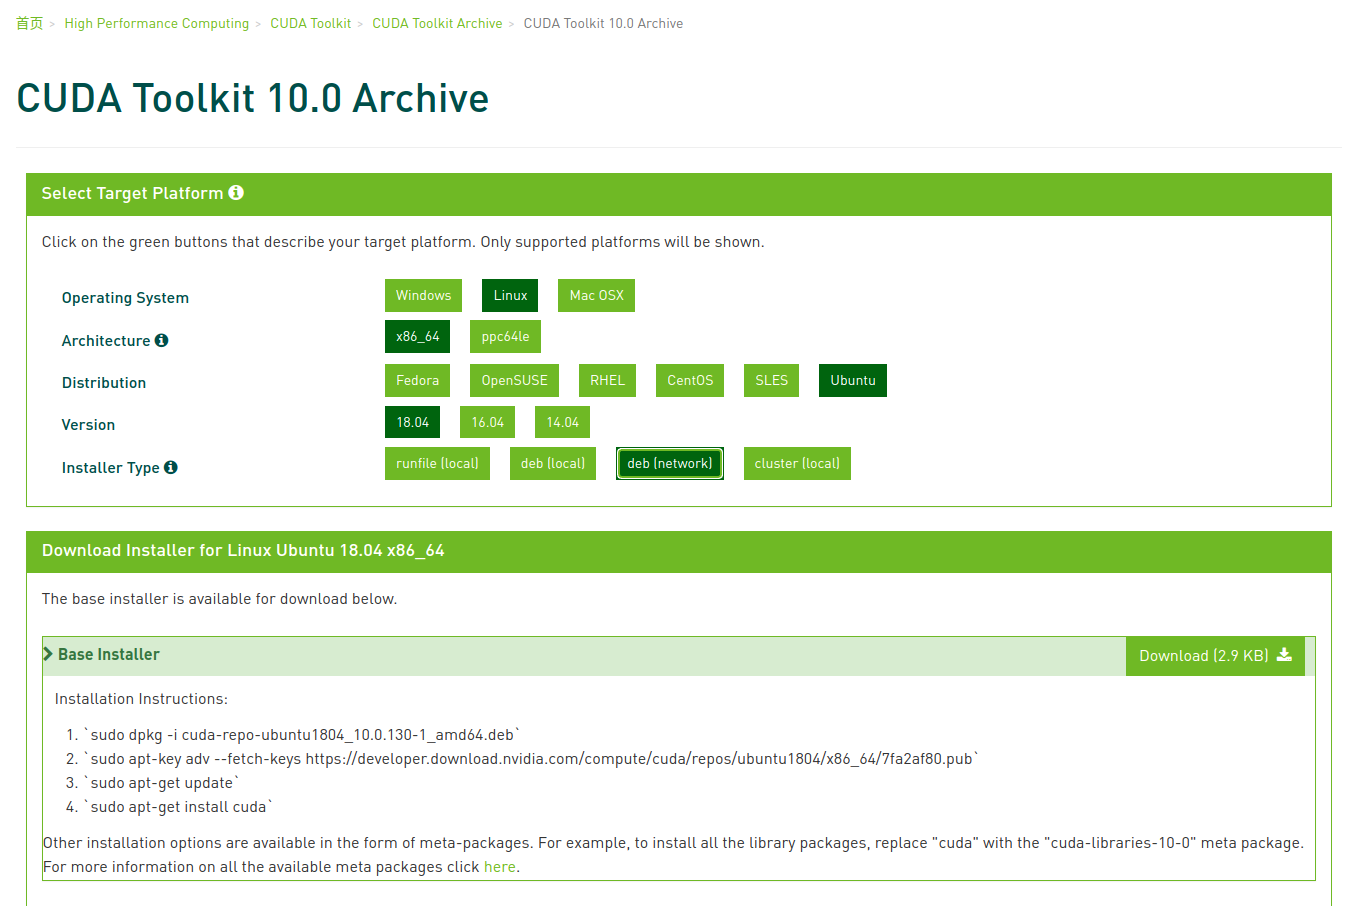 首页 > High Performance Computing > CUDA Toolkit > CUDA Toolkit Archive > CUDA Toolkit 10.0 Archive
CUDA Toolkit 10.0 Archive
Select Target Platform
Click on the green buttons that describe your target platform. Only supported platforms will be shown.
Operating System Windows Linux Mac OSX
Architecture x86_64 ppc64le
Distribution Fedora OpenSUSE RHEL CentOS SLES Ubuntu
Version 18.04 16.04 14.04
Installer Type runfile (local) deb (local) deb (network) cluster (local)
Download Installer for Linux Ubuntu 18.04 x86_64
The base installer is available for download below.
Base Installer Download (2.9 KB)
Installation Instructions:
1. `sudo dpkg -i cuda-repo-ubuntu1804_10.0.130-1_amd64.deb`
2. `sudo apt-key adv --fetch-keys https://developer.download.nvidia.com/compute/cuda/repos/ubuntu1804/x86_64/7fa2af80.pub`
3. `sudo apt-get update`
4. `sudo apt-get install cuda`
Other installation options are available in the form of meta-packages. For example, to install all the library packages, replace "cuda" with the "cuda-libraries-10-0" meta package.
For more information on all the available meta packages click here.